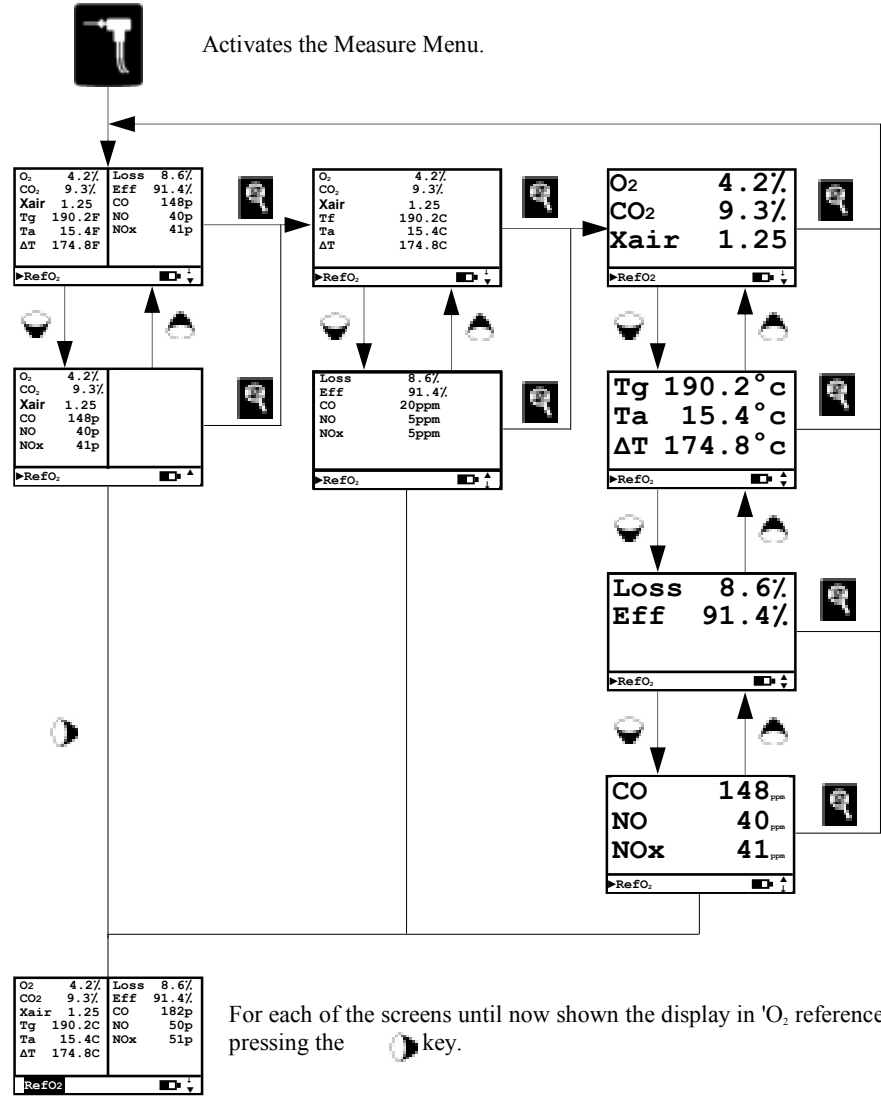 Activates the Measure Menu.
O₂ 4.2% Loss 8.6%
CO₂ 9.3% Eff 91.4%
Xair 1.25 CO 148p
Tg 190.2F NO 40p
Ta 15.4F NOx 41p
ΔT 174.8F
►RefO₂
O₂ 4.2%
CO₂ 9.3%
Xair 1.25
Tf 190.2C
Ta 15.4C
ΔT 174.8C
►RefO₂
O2 4.2%
CO2 9.3%
Xair 1.25
►RefO2
O₂ 4.2%
CO₂ 9.3%
Xair 1.25
CO 148p
NO 40p
NOx 41p
►RefO₂
Loss 8.6%
Eff 91.4%
CO 20ppm
NO 5ppm
NOx 5ppm
►RefO₂
Tg 190.2°c
Ta 15.4°c
ΔT 174.8°c
►RefO₂
Loss 8.6%
Eff 91.4%
►RefO₂
CO 148ppm
NO 40ppm
NOx 41ppm
►RefO₂
O2 4.2% Loss 8.6%
CO2 9.3% Eff 91.4%
Xair 1.25 CO 182p
Tg 190.2C NO 50p
Ta 15.4C NOx 51p
ΔT 174.8C
RefO2
For each of the screens until now shown the display in 'O₂ reference
pressing the key.